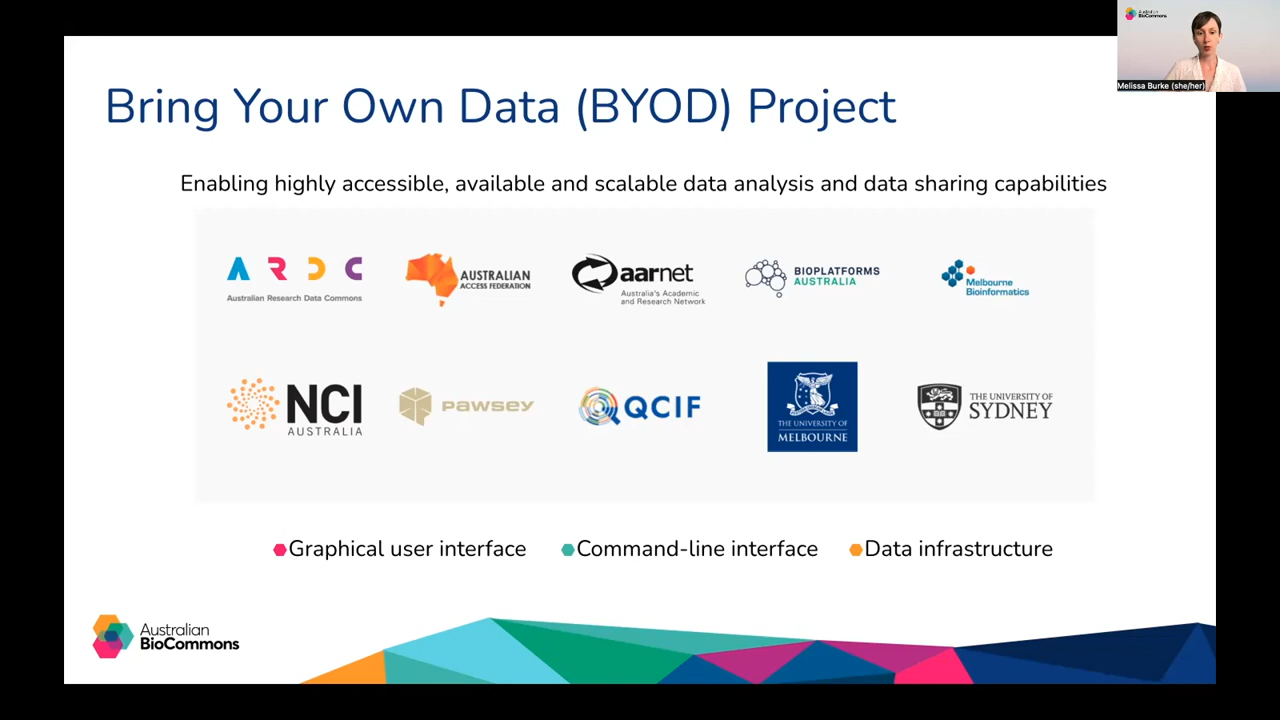 Australian
BioCommons
Melissa Burke (she/her)
Bring Your Own Data (BYOD) Project
Enabling highly accessible, available and scalable data analysis and data sharing capabilities
ARDC
Australian Research Data Commons
AUSTRALIAN
ACCESS FEDERATION
aarnet
Australia's Academic
and Research Network
BIOPLATFORMS
AUSTRALIA
Melbourne
Bioinformatics
NCI
AUSTRALIA
PAWSEY
QCIF
THE UNIVERSITY OF
MELBOURNE
THE UNIVERSITY OF
SYDNEY
Graphical user interface
Command-line interface
Data infrastructure
Australian
BioCommons